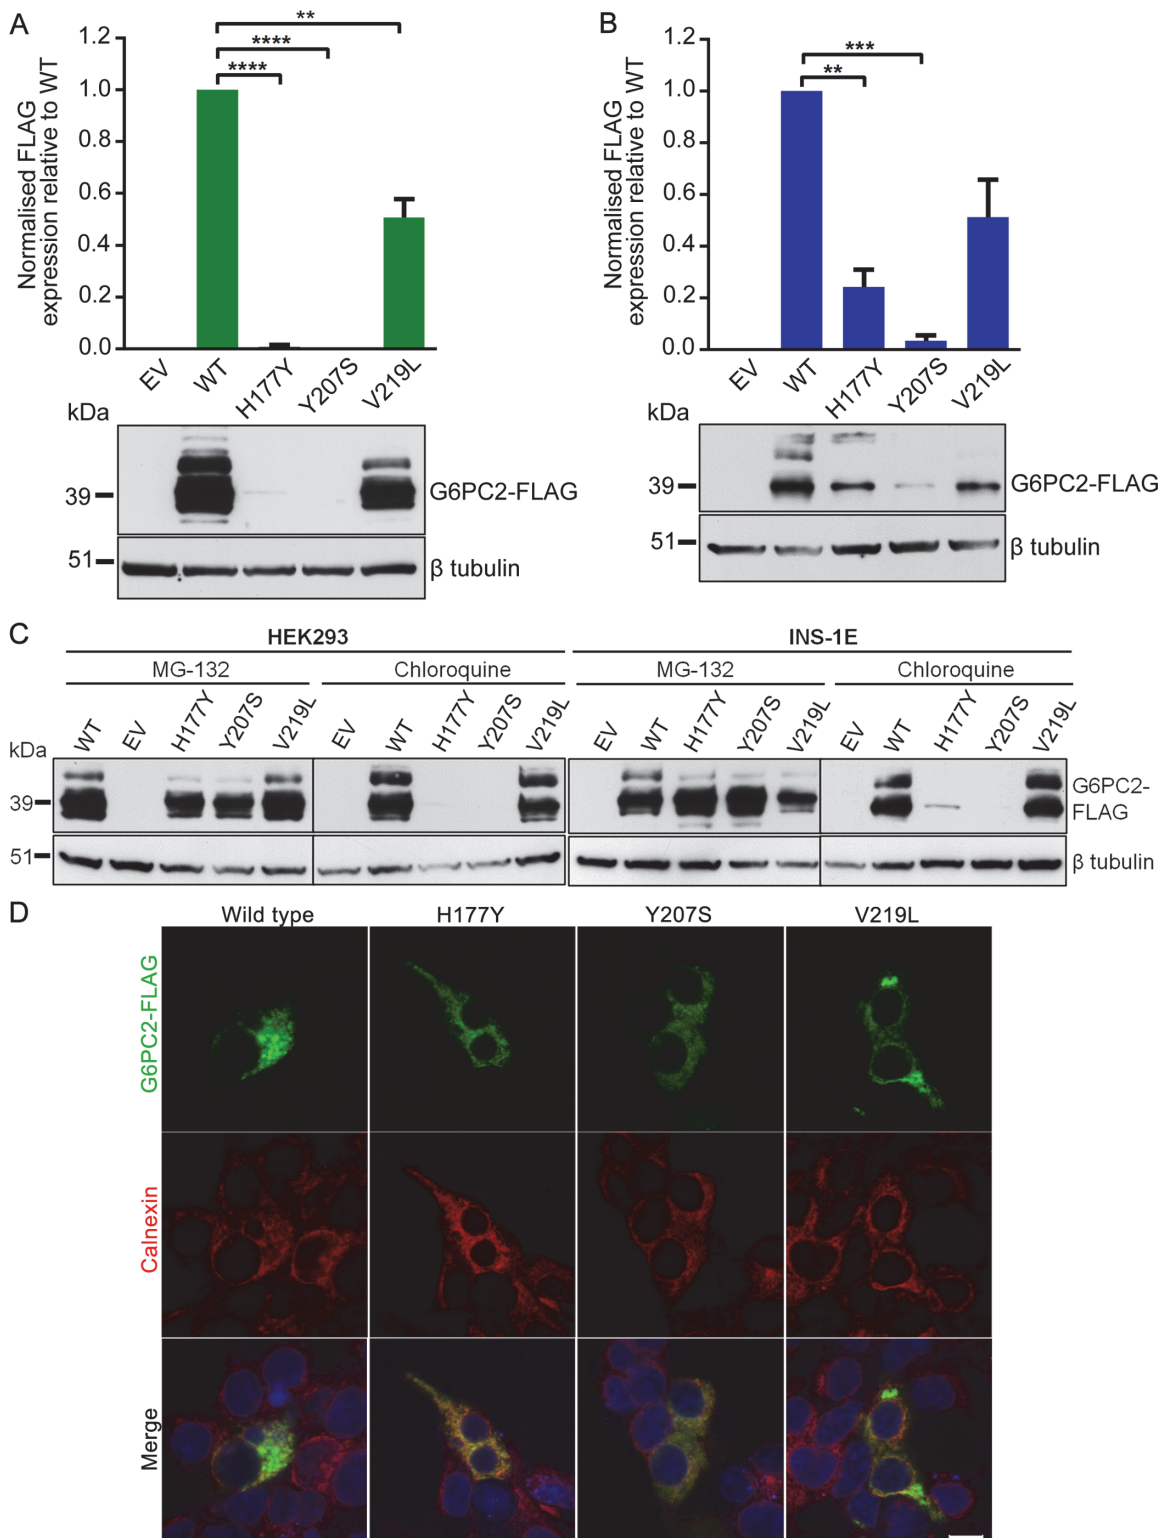 A
B
Normalised FLAG
expression relative to WT
1.2
1.0
0.8
0.6
0.4
0.2
0.0
**
****
****
EV
WT
H177Y
Y207S
V219L
kDa
39
G6PC2-FLAG
51
β tubulin
Normalised FLAG
expression relative to WT
1.2
1.0
0.8
0.6
0.4
0.2
0.0
***
**
EV
WT
H177Y
Y207S
V219L
kDa
39
G6PC2-FLAG
51
β tubulin
C
HEK293
INS-1E
MG-132
Chloroquine
MG-132
Chloroquine
kDa
WT
EV
H177Y
Y207S
V219L
EV
WT
H177Y
Y207S
V219L
EV
WT
H177Y
Y207S
V219L
EV
WT
H177Y
Y207S
V219L
39
G6PC2-
FLAG
51
β tubulin
D
Wild type
H177Y
Y207S
V219L
G6PC2-FLAG
Calnexin
Merge